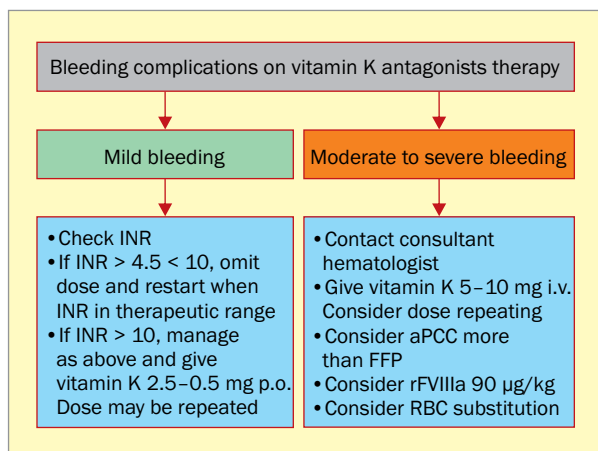 Bleeding complications on vitamin K antagonists therapy
Mild bleeding
• Check INR
• If INR > 4.5 < 10, omit
dose and restart when
INR in therapeutic range
• If INR > 10, manage
as above and give
vitamin K 2.5–0.5 mg p.o.
Dose may be repeated
Moderate to severe bleeding
• Contact consultant
hematologist
• Give vitamin K 5–10 mg i.v.
Consider dose repeating
• Consider aPCC more
than FFP
• Consider rFVIIIa 90 µg/kg
• Consider RBC substitution